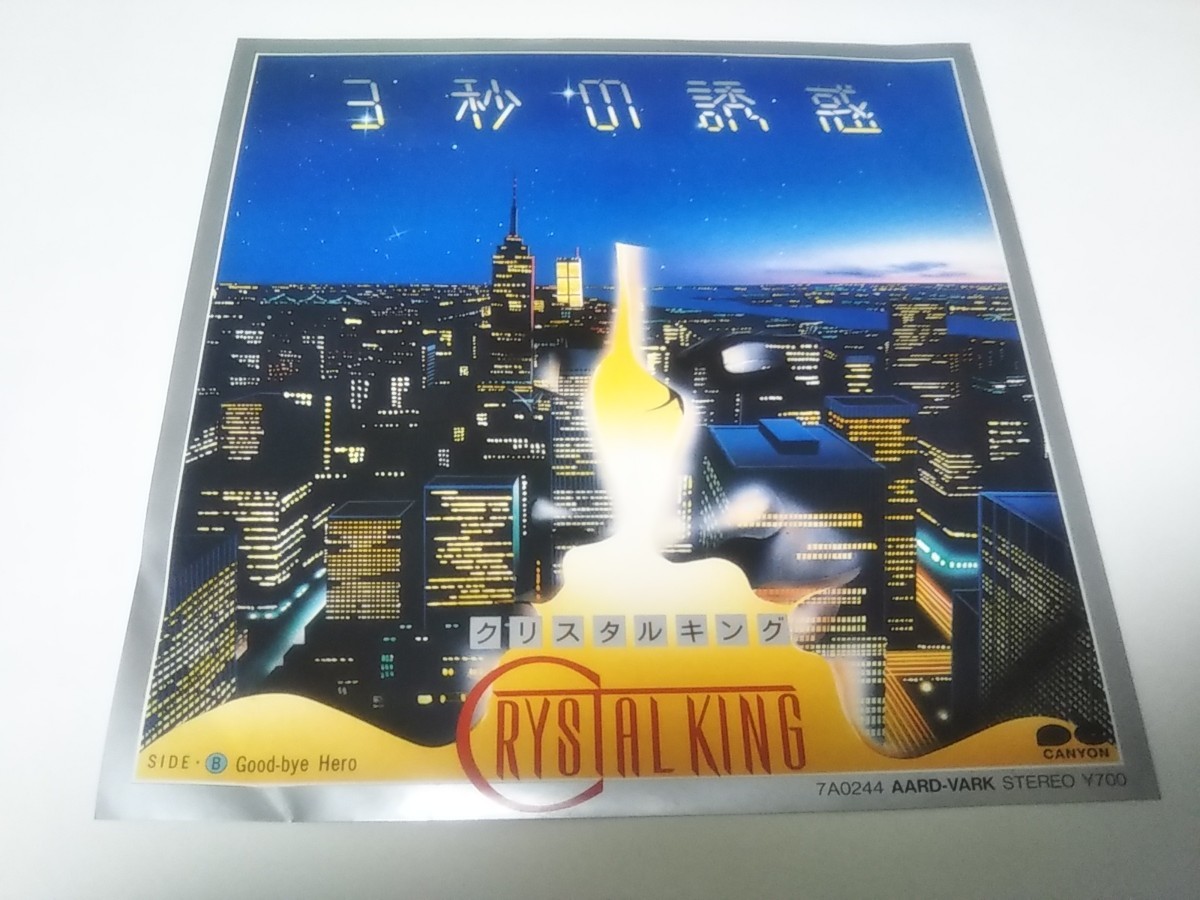 3秒の誘惑
クリスタルキング
CRYSTAL KING
SIDE・B Good-bye Hero
CANYON
7A0244 AARD-VARK STEREO ¥700